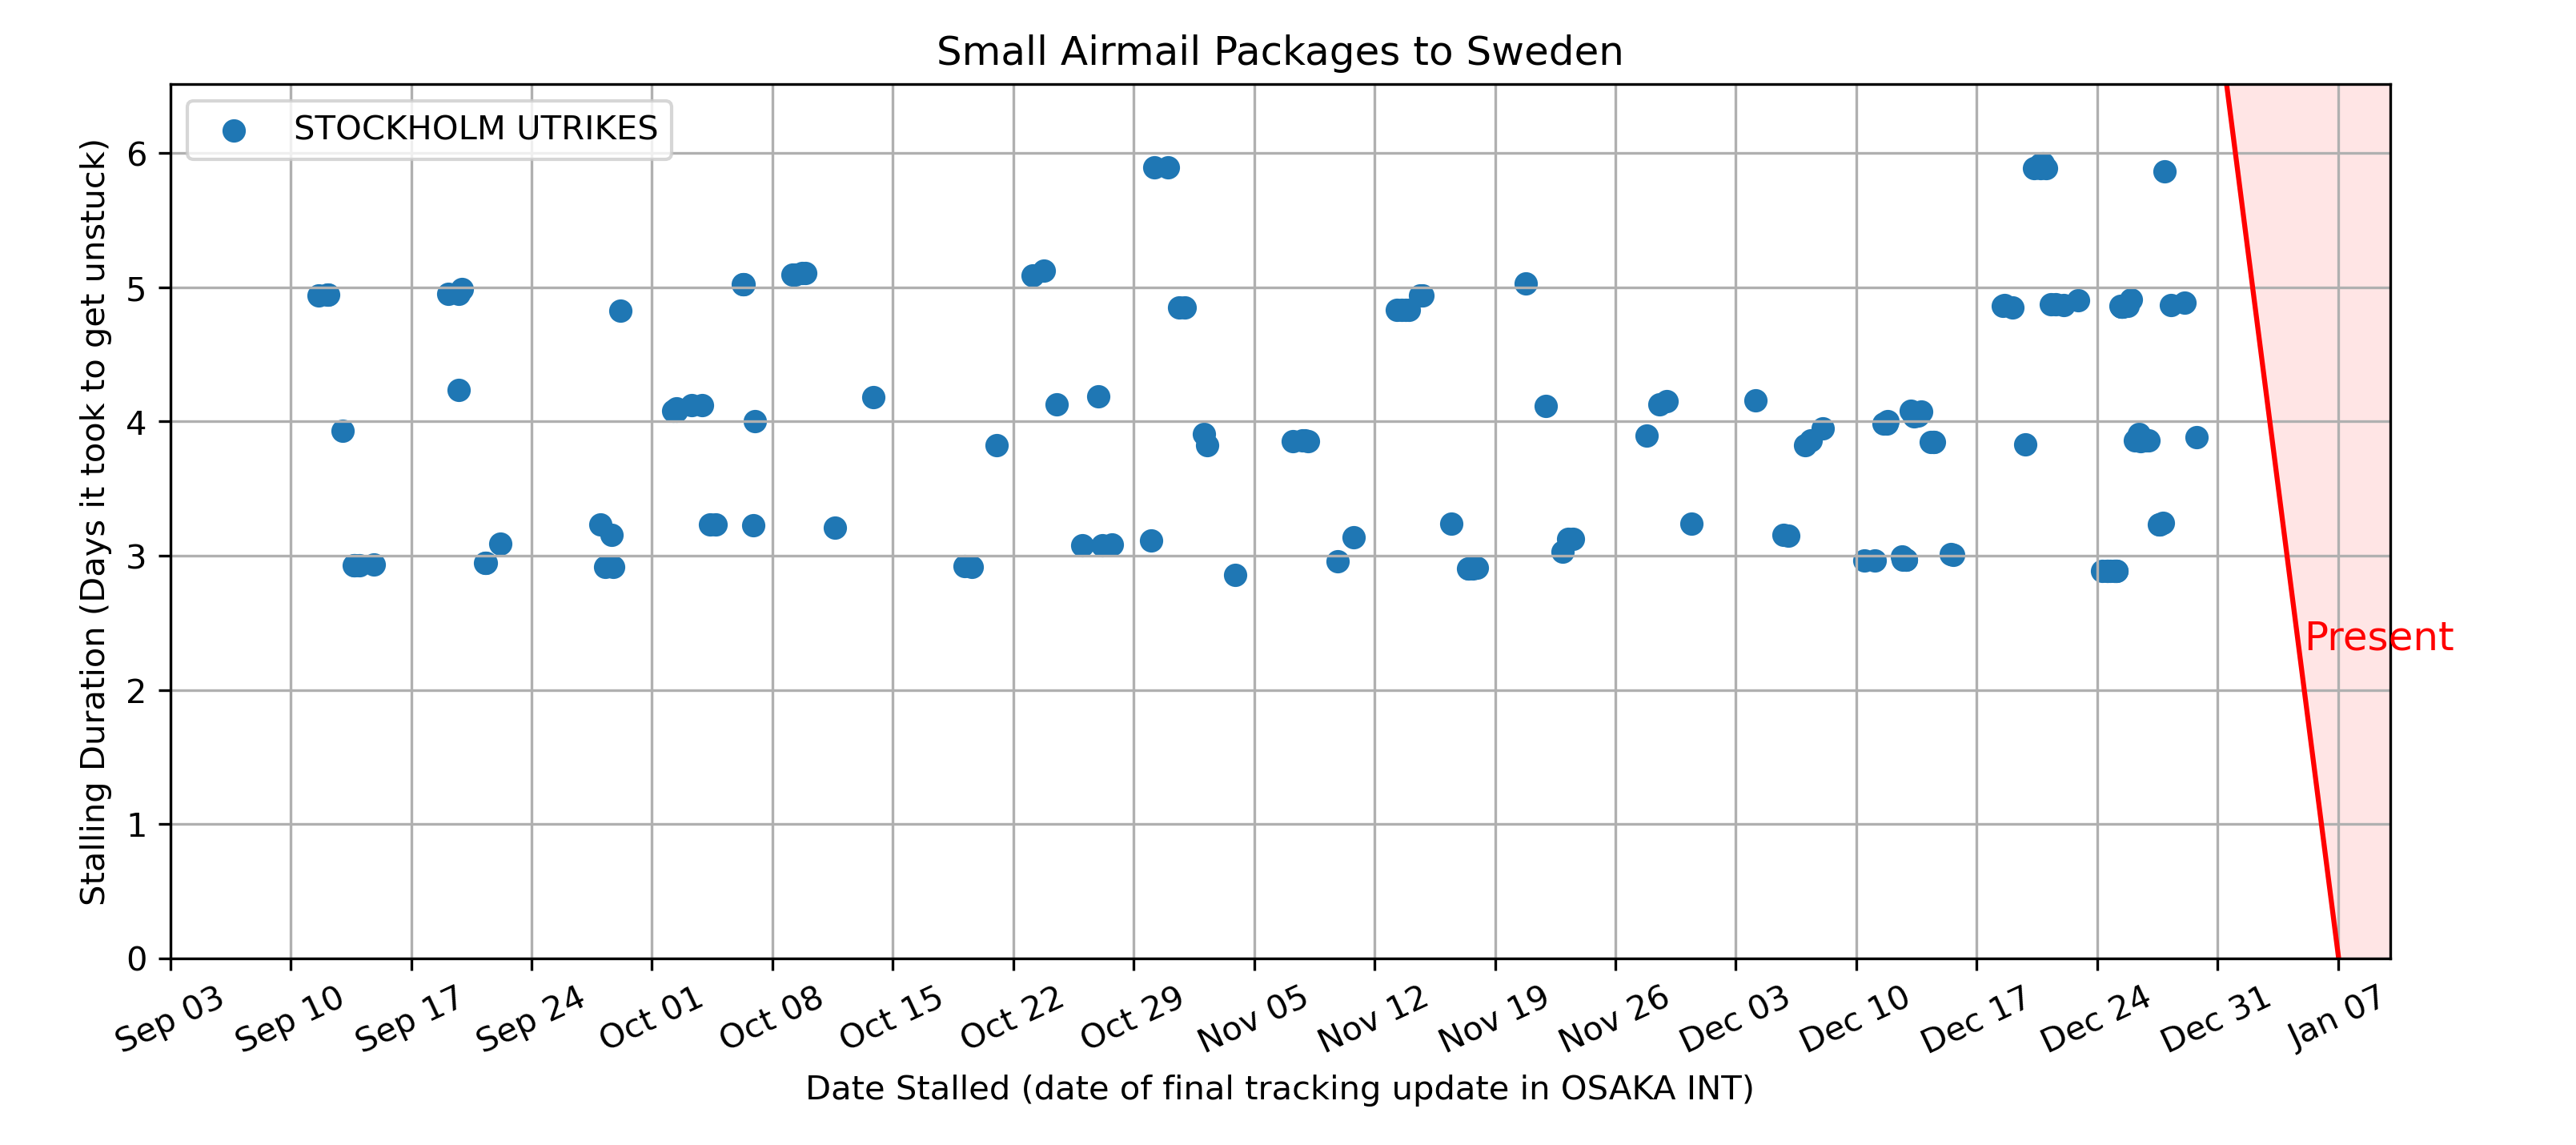 Small Airmail Packages to Sweden
STOCKHOLM UTRIKES
Stalling Duration (Days it took to get unstuck)
6
5
4
3
2
1
0
Present
Sep 03
Sep 10
Sep 17
Sep 24
Oct 01
Oct 08
Oct 15
Oct 22
Oct 29
Nov 05
Nov 12
Nov 19
Nov 26
Dec 03
Dec 10
Dec 17
Dec 24
Dec 31
Jan 07
Date Stalled (date of final tracking update in OSAKA INT)